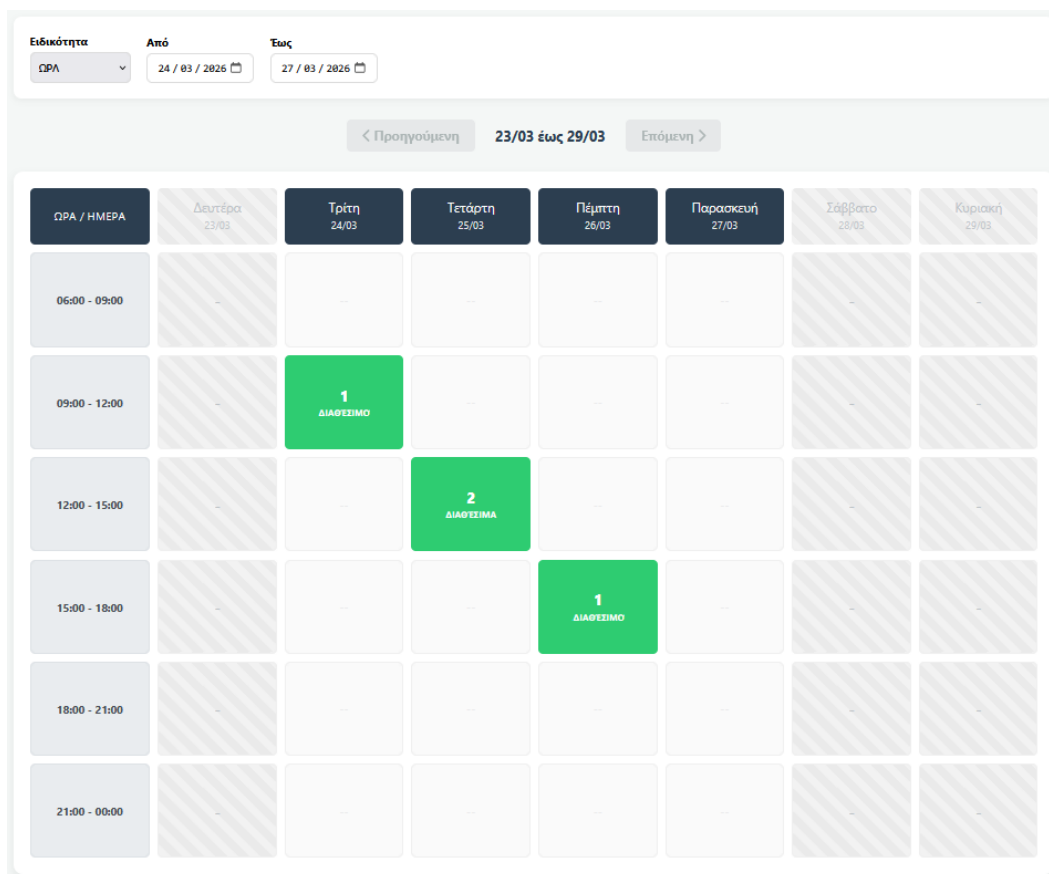 Ειδικότητα Από Έως
ΩΡΛ 24 / 03 / 2026 27 / 03 / 2026
< Προηγούμενη 23/03 έως 29/03 Επόμενη >
ΩΡΑ / ΗΜΕΡΑ Δευτέρα Τρίτη Τετάρτη Πέμπτη Παρασκευή Σάββατο Κυριακή
23/03 24/03 25/03 26/03 27/03 28/03 29/03
06:00 - 09:00 - -- -- -- -- - -
1
09:00 - 12:00 - ΔΙΑΘΈΣΙΜΟ -- -- -- - -
2
12:00 - 15:00 - -- ΔΙΑΘΈΣΙΜΑ -- -- - -
1
15:00 - 18:00 - -- -- ΔΙΑΘΈΣΙΜΟ -- - -
18:00 - 21:00 - -- -- -- -- - -
21:00 - 00:00 - -- -- -- -- - -